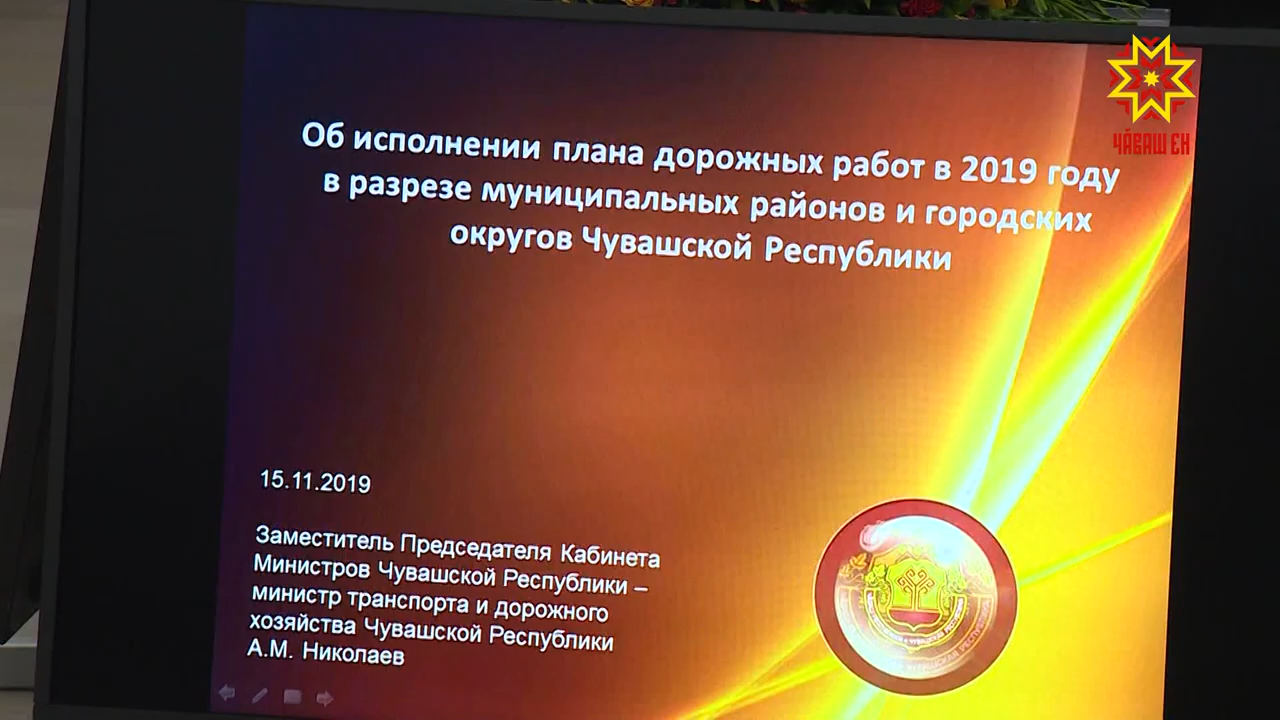 Об исполнении плана дорожных работ в 2019 году
в разрезе муниципальных районов и городских
округов Чувашской Республики
ЧӐВАШ ЕН
15.11.2019
Заместитель Председателя Кабинета
Министров Чувашской Республики –
министр транспорта и дорожного
хозяйства Чувашской Республики
А.М. Николаев